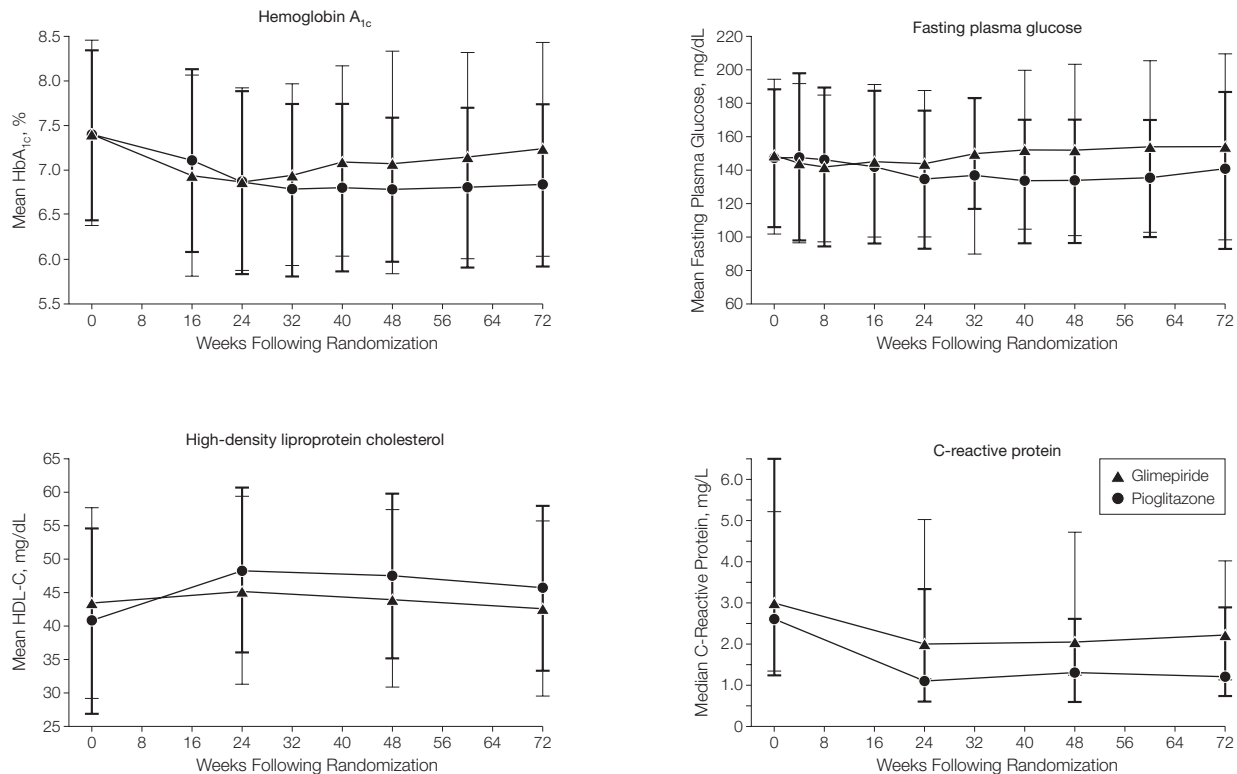 Hemoglobin A1c
Mean HbA1c, %
8.5
8.0
7.5
7.0
6.5
6.0
5.5
0 8 16 24 32 40 48 56 64 72
Weeks Following Randomization
Fasting plasma glucose
Mean Fasting Plasma Glucose, mg/dL
220
200
180
160
140
120
100
80
60
0 8 16 24 32 40 48 56 64 72
Weeks Following Randomization
High-density liproprotein cholesterol
Mean HDL-C, mg/dL
65
60
55
50
45
40
35
30
25
0 8 16 24 32 40 48 56 64 72
Weeks Following Randomization
C-reactive protein
Median C-Reactive Protein, mg/L
6.0
5.0
4.0
3.0
2.0
1.0
0
Glimepiride
Pioglitazone
0 8 16 24 32 40 48 56 64 72
Weeks Following Randomization